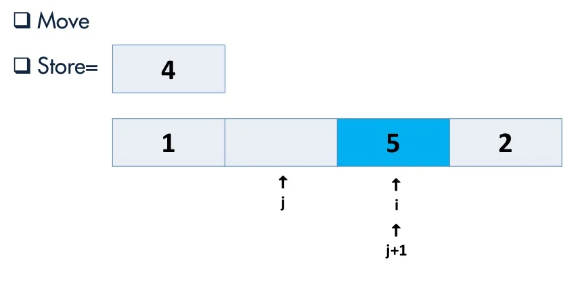 ❑ Move
❑ Store= 4
1 5 2
↑ ↑
j i
↑
j+1